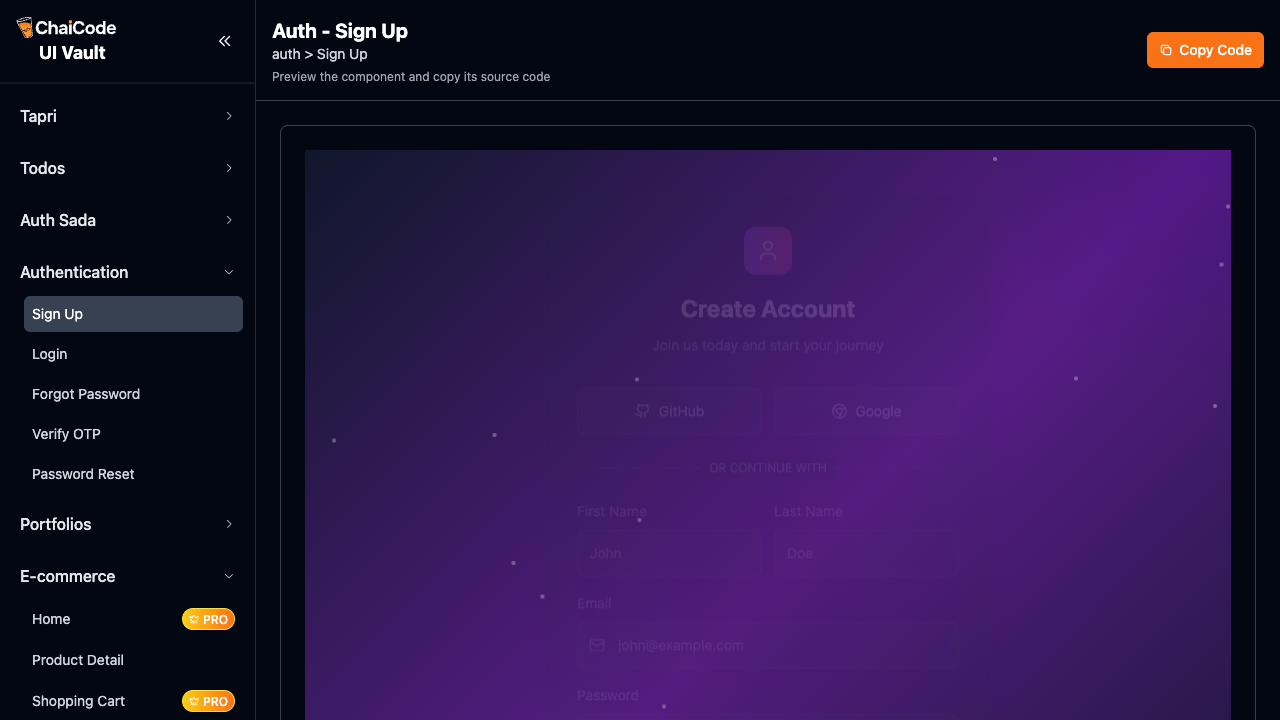 ChaiCode
UI Vault
Tapri
Todos
Auth Sada
Authentication
Sign Up
Login
Forgot Password
Verify OTP
Password Reset
Portfolios
E-commerce
Home PRO
Product Detail
Shopping Cart PRO
Auth - Sign Up
auth > Sign Up
Preview the component and copy its source code
Copy Code
Create Account
Join us today and start your journey
GitHub Google
OR CONTINUE WITH
First Name Last Name
John Doe
Email
john@example.com
Password